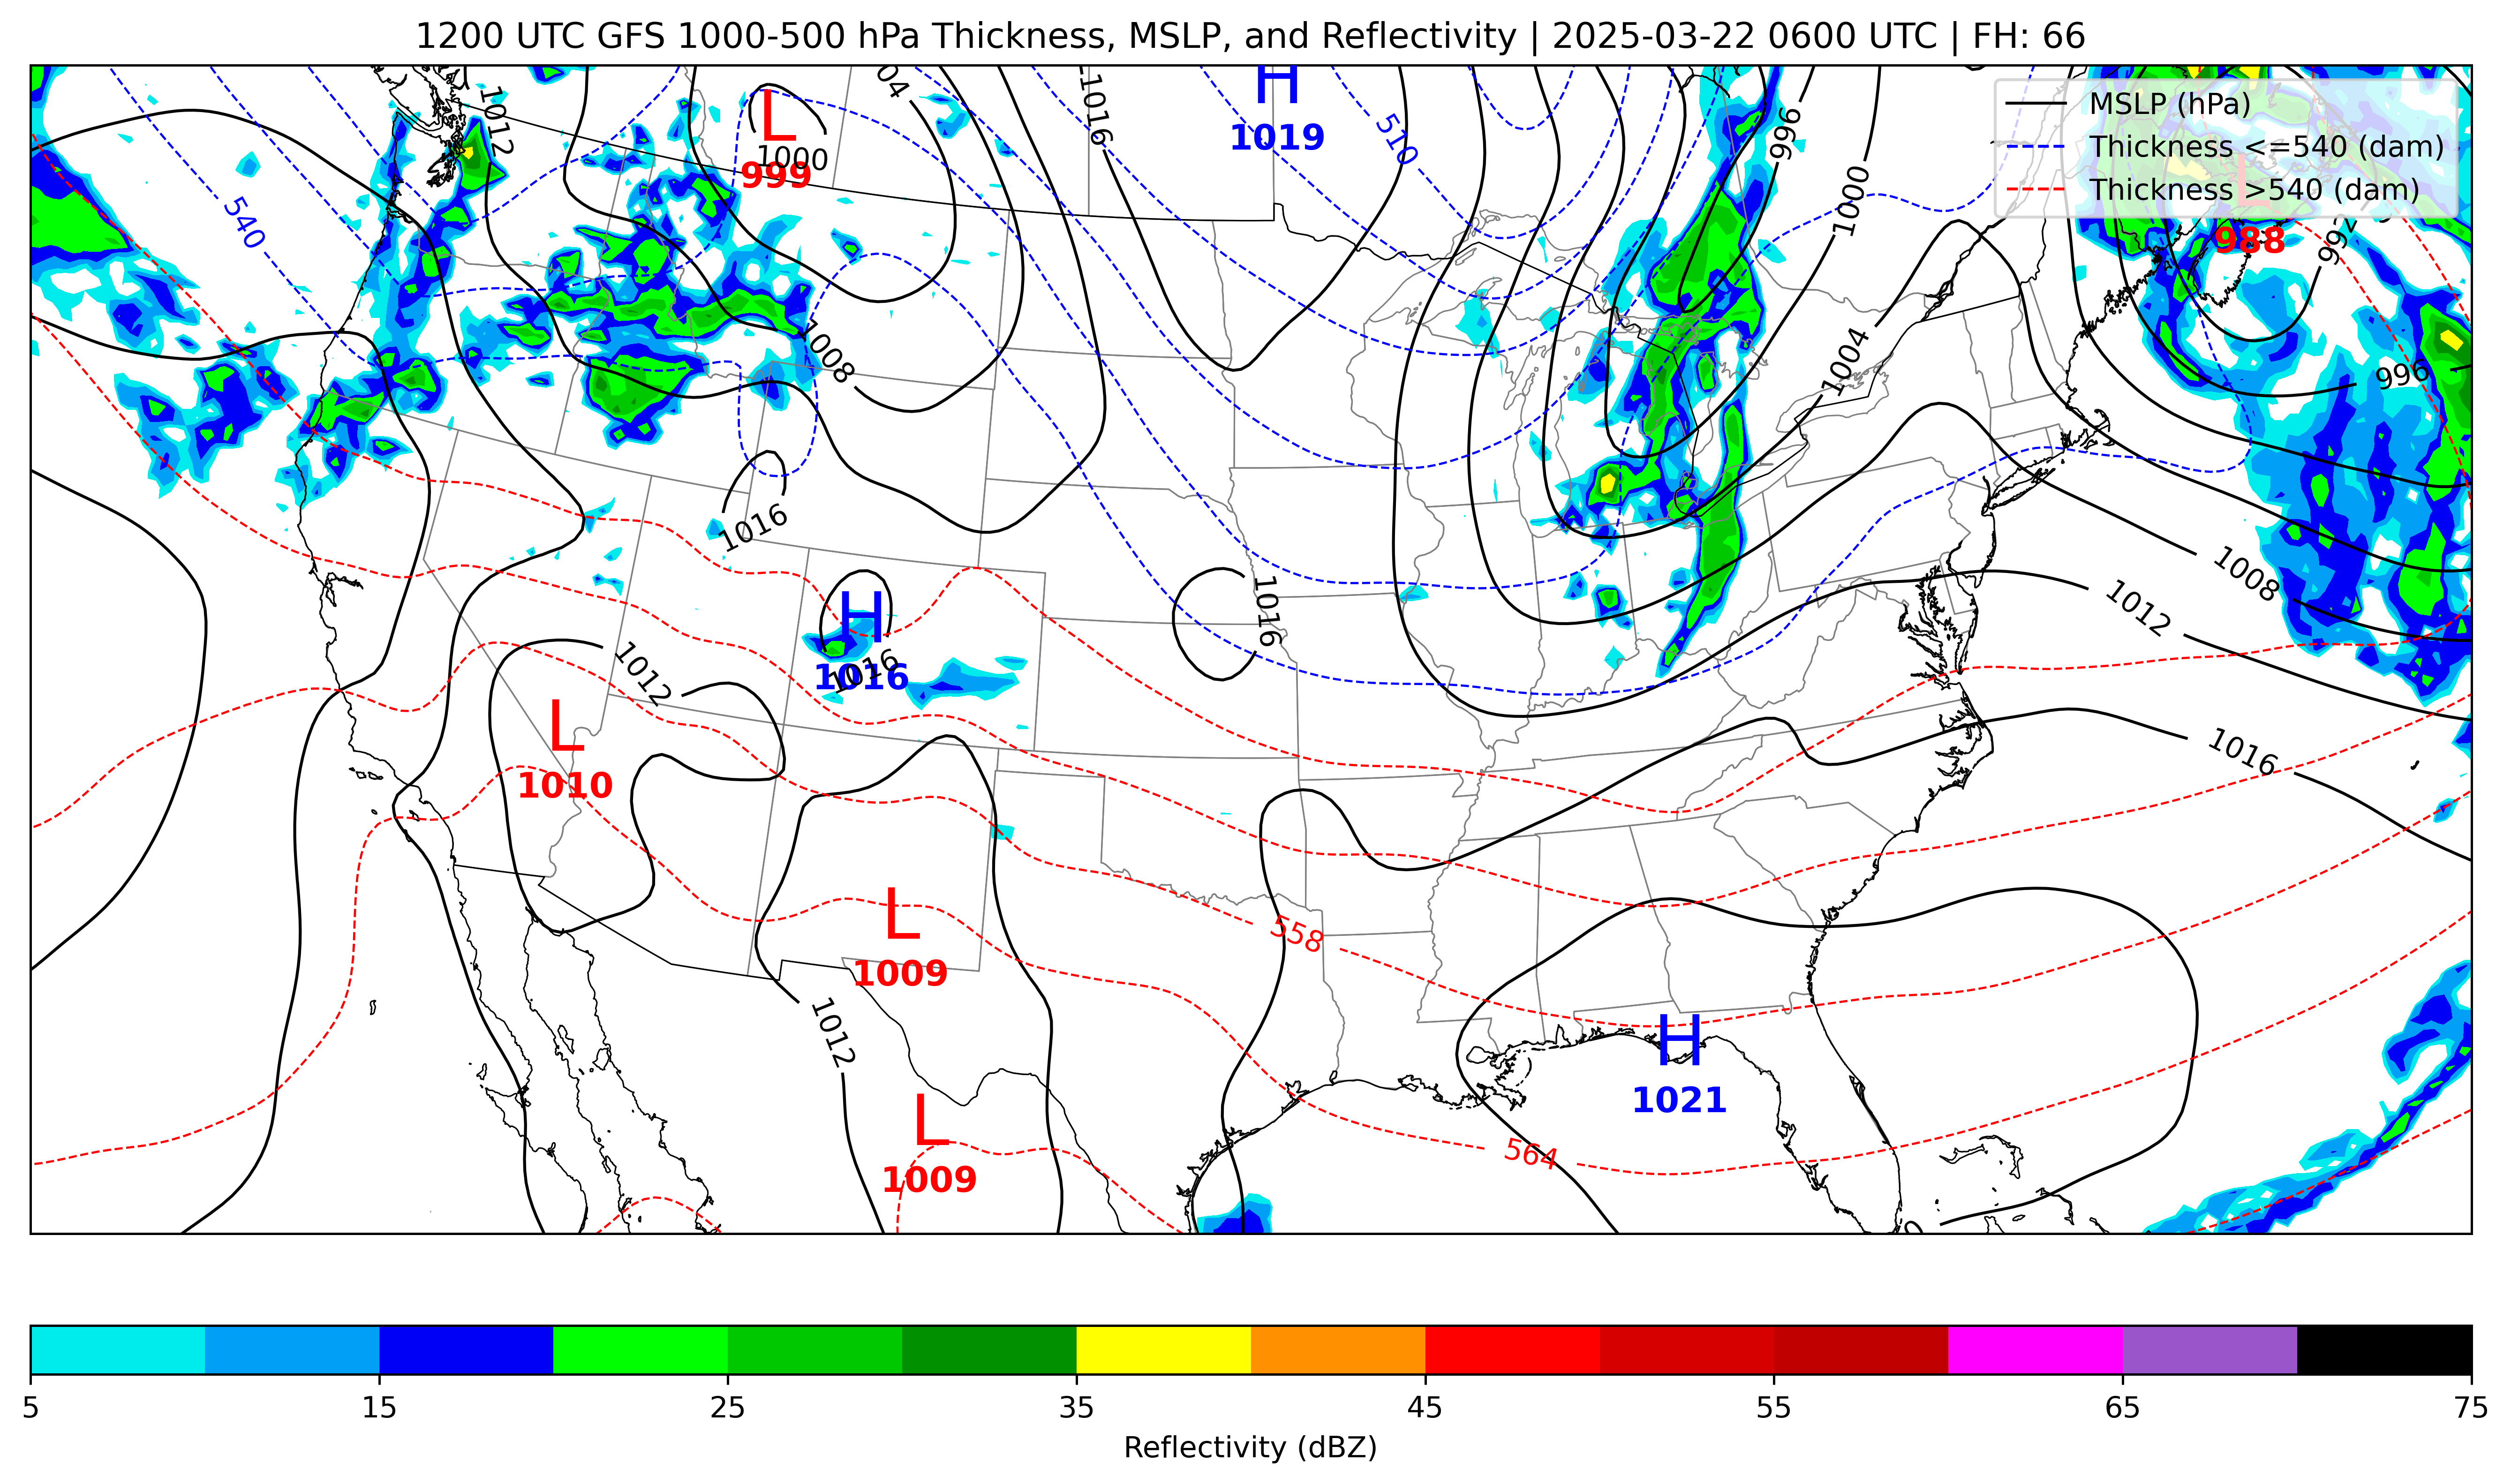 1200 UTC GFS 1000-500 hPa Thickness, MSLP, and Reflectivity | 2025-03-22 0600 UTC | FH: 66
MSLP (hPa)
Thickness <=540 (dam)
Thickness >540 (dam)
1012
L
1000
999
1016
H
1019
510
996
1000
L
988
992
540
1008
1004
996
1016
1016
1008
1012
H
1016
1016
1012
L
1010
1016
L
1009
558
1012
H
1021
L
1009
564
5
15
25
35
45
55
65
75
Reflectivity (dBZ)